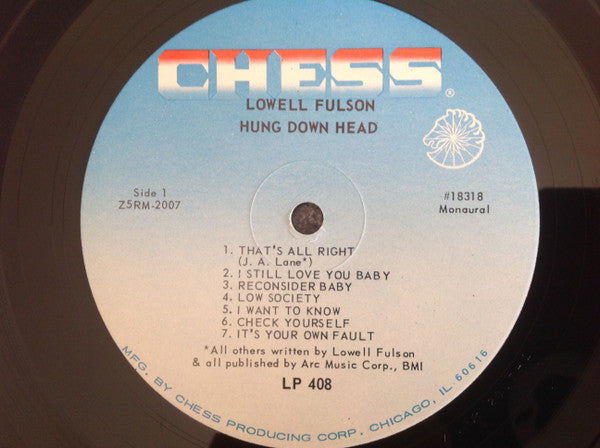 CHESS®
LOWELL FULSON
HUNG DOWN HEAD
Side 1
Z5RM-2007
#18318
Monaural
1. THAT'S ALL RIGHT
(J. A. Lane*)
2. I STILL LOVE YOU BABY
3. RECONSIDER BABY
4. LOW SOCIETY
5. I WANT TO KNOW
6. CHECK YOURSELF
7. IT'S YOUR OWN FAULT
*All others written by Lowell Fulson
& all published by Arc Music Corp., BMI
LP 408
MFG. BY CHESS PRODUCING CORP. CHICAGO, IL 60616